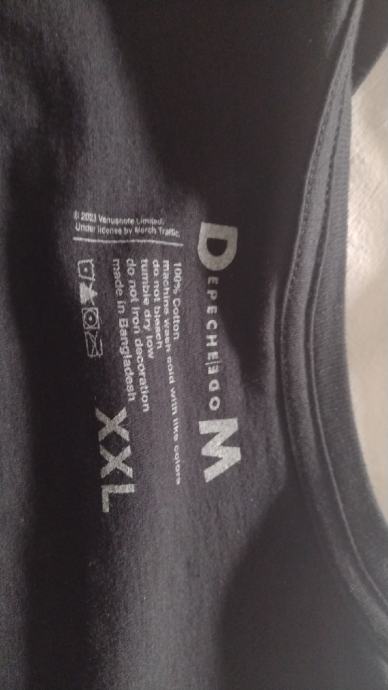 DEPECHE MODE
100% Cotton
machine wash cold with like colors
do not bleach
tumble dry low
do not iron decoration
made in Bangladesh
XXL
© 2023 Venusnote Limited.
Under license by Merch Traffic.